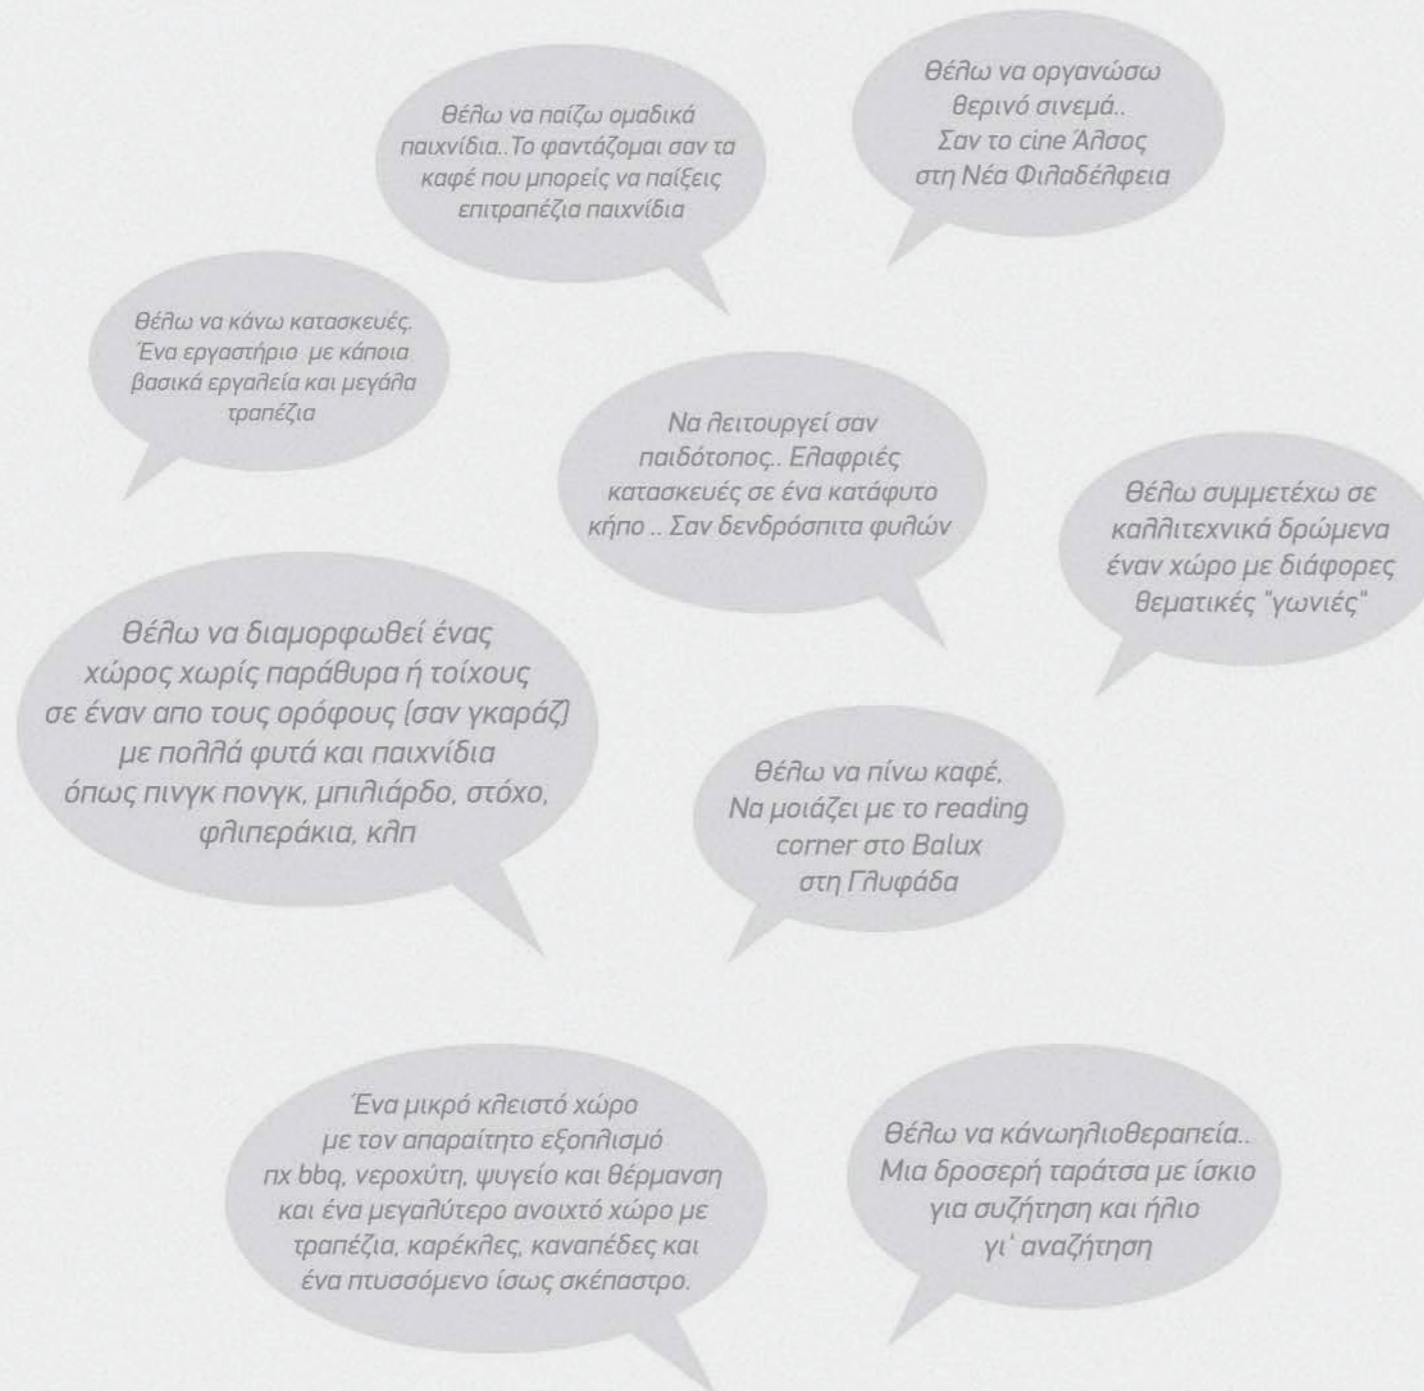 Θέλω να οργανώσω
θερινό σινεμά..
Σαν το cine Άλσος
στη Νέα Φιλαδέλφεια
Θέλω να παίζω ομαδικά
παιχνίδια..Το φαντάζομαι σαν τα
καφέ που μπορείς να παίξεις
επιτραπέζια παιχνίδια
Θέλω να κάνω κατασκευές.
Ένα εργαστήριο με κάποια
βασικά εργαλεία και μεγάλα
τραπέζια
Να λειτουργεί σαν
παιδότοπος.. Ελαφριές
κατασκευές σε ένα κατάφυτο
κήπο .. Σαν δενδρόσπιτα φυλών
Θέλω συμμετέχω σε
καλλιτεχνικά δρώμενα
έναν χώρο με διάφορες
θεματικές "γωνιές"
Θέλω να διαμορφωθεί ένας
χώρος χωρίς παράθυρα ή τοίχους
σε έναν απο τους ορόφους (σαν γκαράζ)
με πολλά φυτά και παιχνίδια
όπως πινγκ πονγκ, μπιλιάρδο, στόχο,
φλιπεράκια, κλπ
Θέλω να πίνω καφέ,
Να μοιάζει με το reading
corner στο Balux
στη Γλυφάδα
Ένα μικρό κλειστό χώρο
με τον απαραίτητο εξοπλισμό
πχ bbq, νεροχύτη, ψυγείο και θέρμανση
και ένα μεγαλύτερο ανοιχτό χώρο με
τραπέζια, καρέκλες, καναπέδες και
ένα πτυσσόμενο ίσως σκέπαστρο.
Θέλω να κάνωηλιοθεραπεία..
Μια δροσερή ταράτσα με ίσκιο
για συζήτηση και ήλιο
γι' αναζήτηση